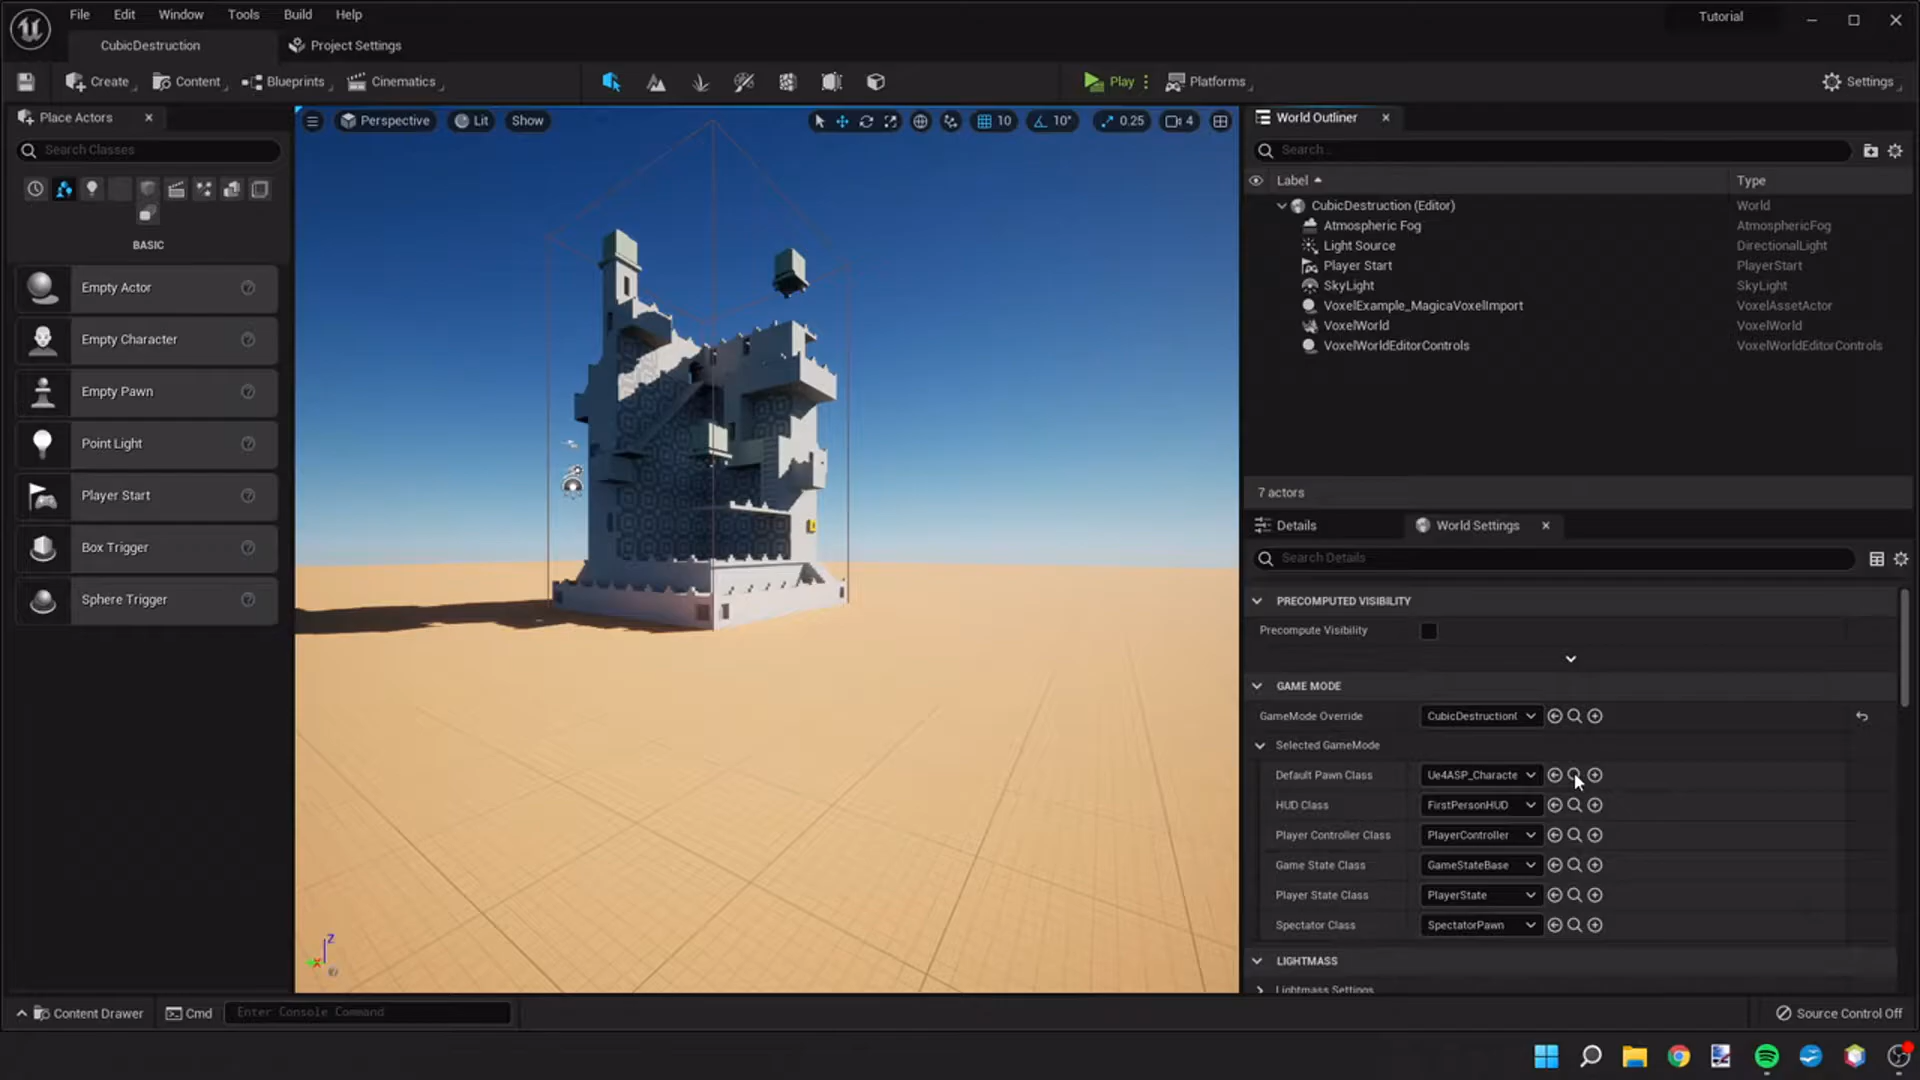 File Edit Window Tools Build Help
Tutorial
CubicDestruction
Project Settings
Create
Content
Blueprints
Cinematics
Play
Platforms
Settings
Place Actors
Search Classes
BASIC
Empty Actor
Empty Character
Empty Pawn
Point Light
Player Start
Box Trigger
Sphere Trigger
Perspective
Lit
Show
10
10°
0.25
4
Z
World Outliner
Search...
Label
Type
CubicDestruction (Editor) World
Atmospheric Fog AtmosphericFog
Light Source DirectionalLight
Player Start PlayerStart
SkyLight SkyLight
VoxelExample_MagicaVoxelImport VoxelAssetActor
VoxelWorld VoxelWorld
VoxelWorldEditorControls VoxelWorldEditorControls
7 actors
Details
World Settings
Search Details
PRECOMPUTED VISIBILITY
Precompute Visibility
GAME MODE
GameMode Override CubicDestruction
Selected GameMode
Default Pawn Class Ue4ASP_Characte
HUD Class FirstPersonHUD
Player Controller Class PlayerController
Game State Class GameStateBase
Player State Class PlayerState
Spectator Class SpectatorPawn
LIGHTMASS
Lightmass Settings
Content Drawer
Cmd
Enter Console Command
Source Control Off